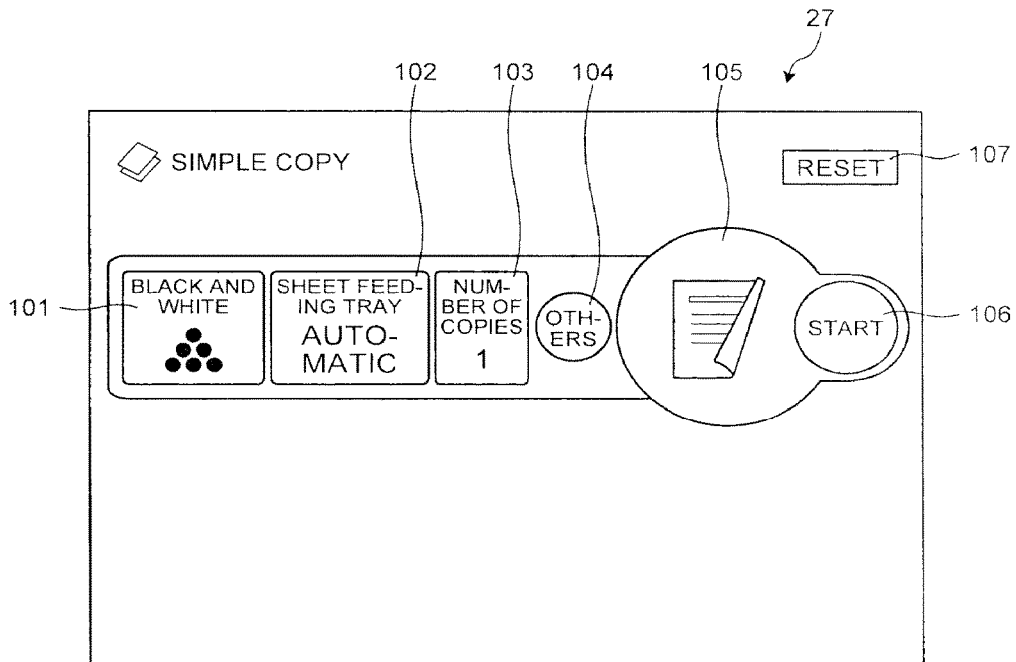 27
102
103
104
105
SIMPLE COPY
RESET
107
101
BLACK AND
WHITE
SHEET FEED-
ING TRAY
AUTO-
MATIC
NUM-
BER OF
COPIES
1
OTH-
ERS
START
106